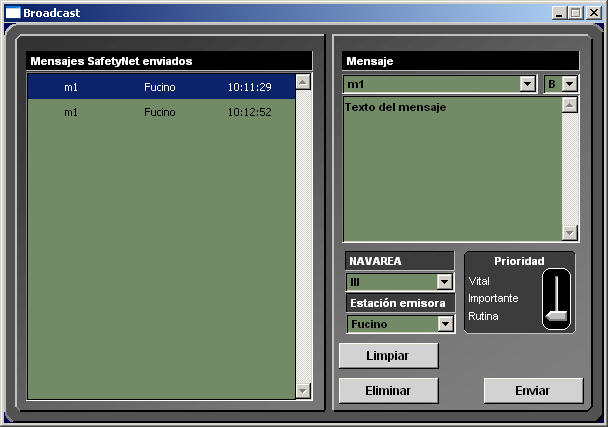 Broadcast
Mensajes SafetyNet enviados
m1 Fucino 10:11:29
m1 Fucino 10:12:52
Mensaje
m1 B
Texto del mensaje
NAVAREA
III
Estación emisora
Fucino
Prioridad
Vital
Importante
Rutina
Limpiar
Eliminar
Enviar